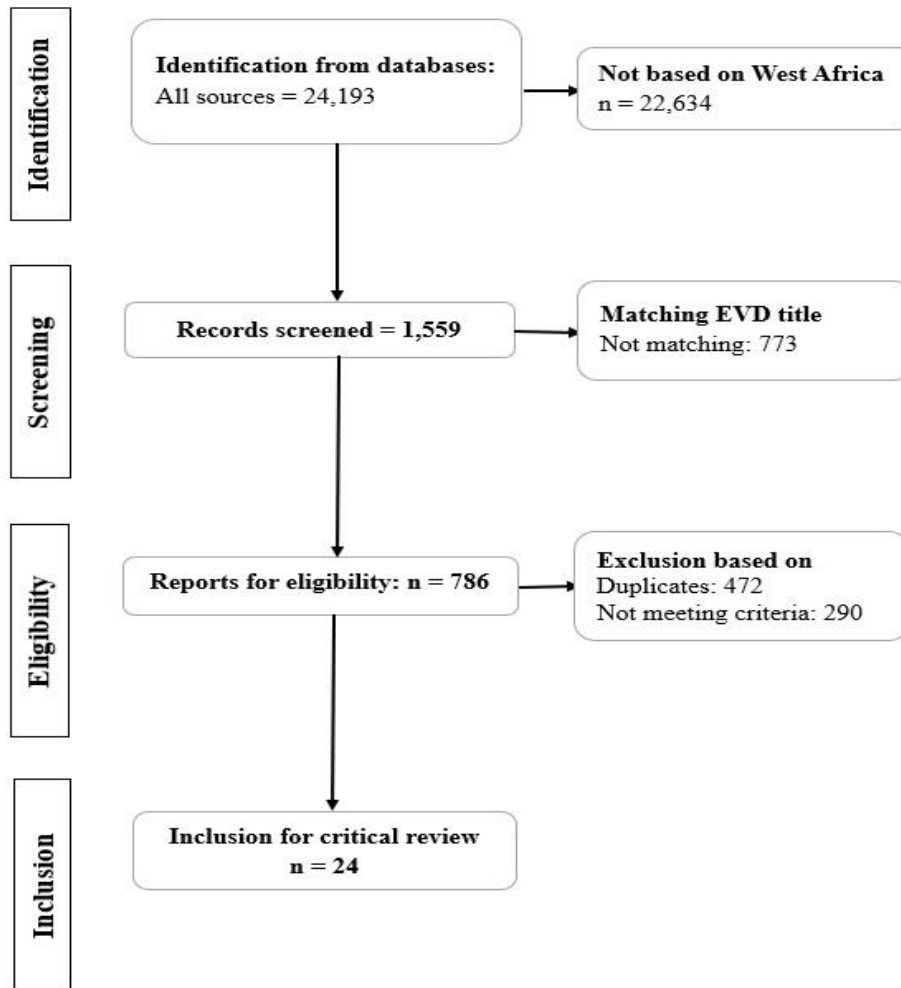 Identification
Identification from databases:
All sources = 24,193
Not based on West Africa
n = 22,634
Screening
Records screened = 1,559
Matching EVD title
Not matching: 773
Eligibility
Reports for eligibility: n = 786
Exclusion based on
Duplicates: 472
Not meeting criteria: 290
Inclusion
Inclusion for critical review
n = 24